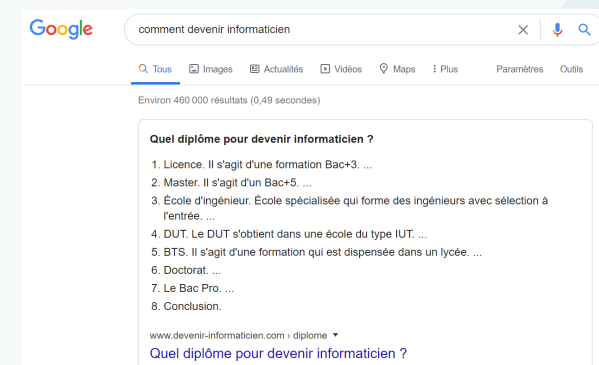 Google
comment devenir informaticien
Tous Images Actualités Vidéos Maps Plus Paramètres Outils
Environ 460 000 résultats (0,49 secondes)
Quel diplôme pour devenir informaticien ?
1. Licence. Il s'agit d'une formation Bac+3. ...
2. Master. Il s'agit d'un Bac+5. ...
3. École d'ingénieur. École spécialisée qui forme des ingénieurs avec sélection à
l'entrée. ...
4. DUT. Le DUT s'obtient dans une école du type IUT. ...
5. BTS. Il s'agit d'une formation qui est dispensée dans un lycée. ...
6. Doctorat. ...
7. Le Bac Pro. ...
8. Conclusion.
www.devenir-informaticien.com › diplome
Quel diplôme pour devenir informaticien ?